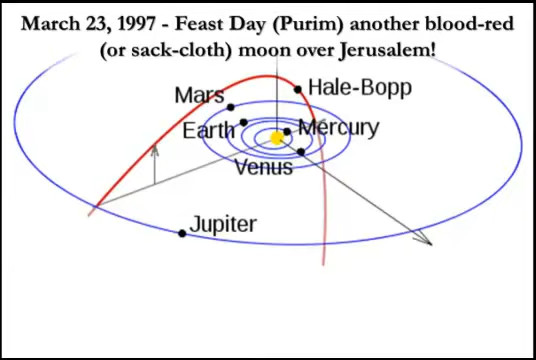 March 23, 1997 - Feast Day (Purim) another blood-red
(or sack-cloth) moon over Jerusalem!
Hale-Bopp
Mars
Earth
Mercury
Venus
Jupiter